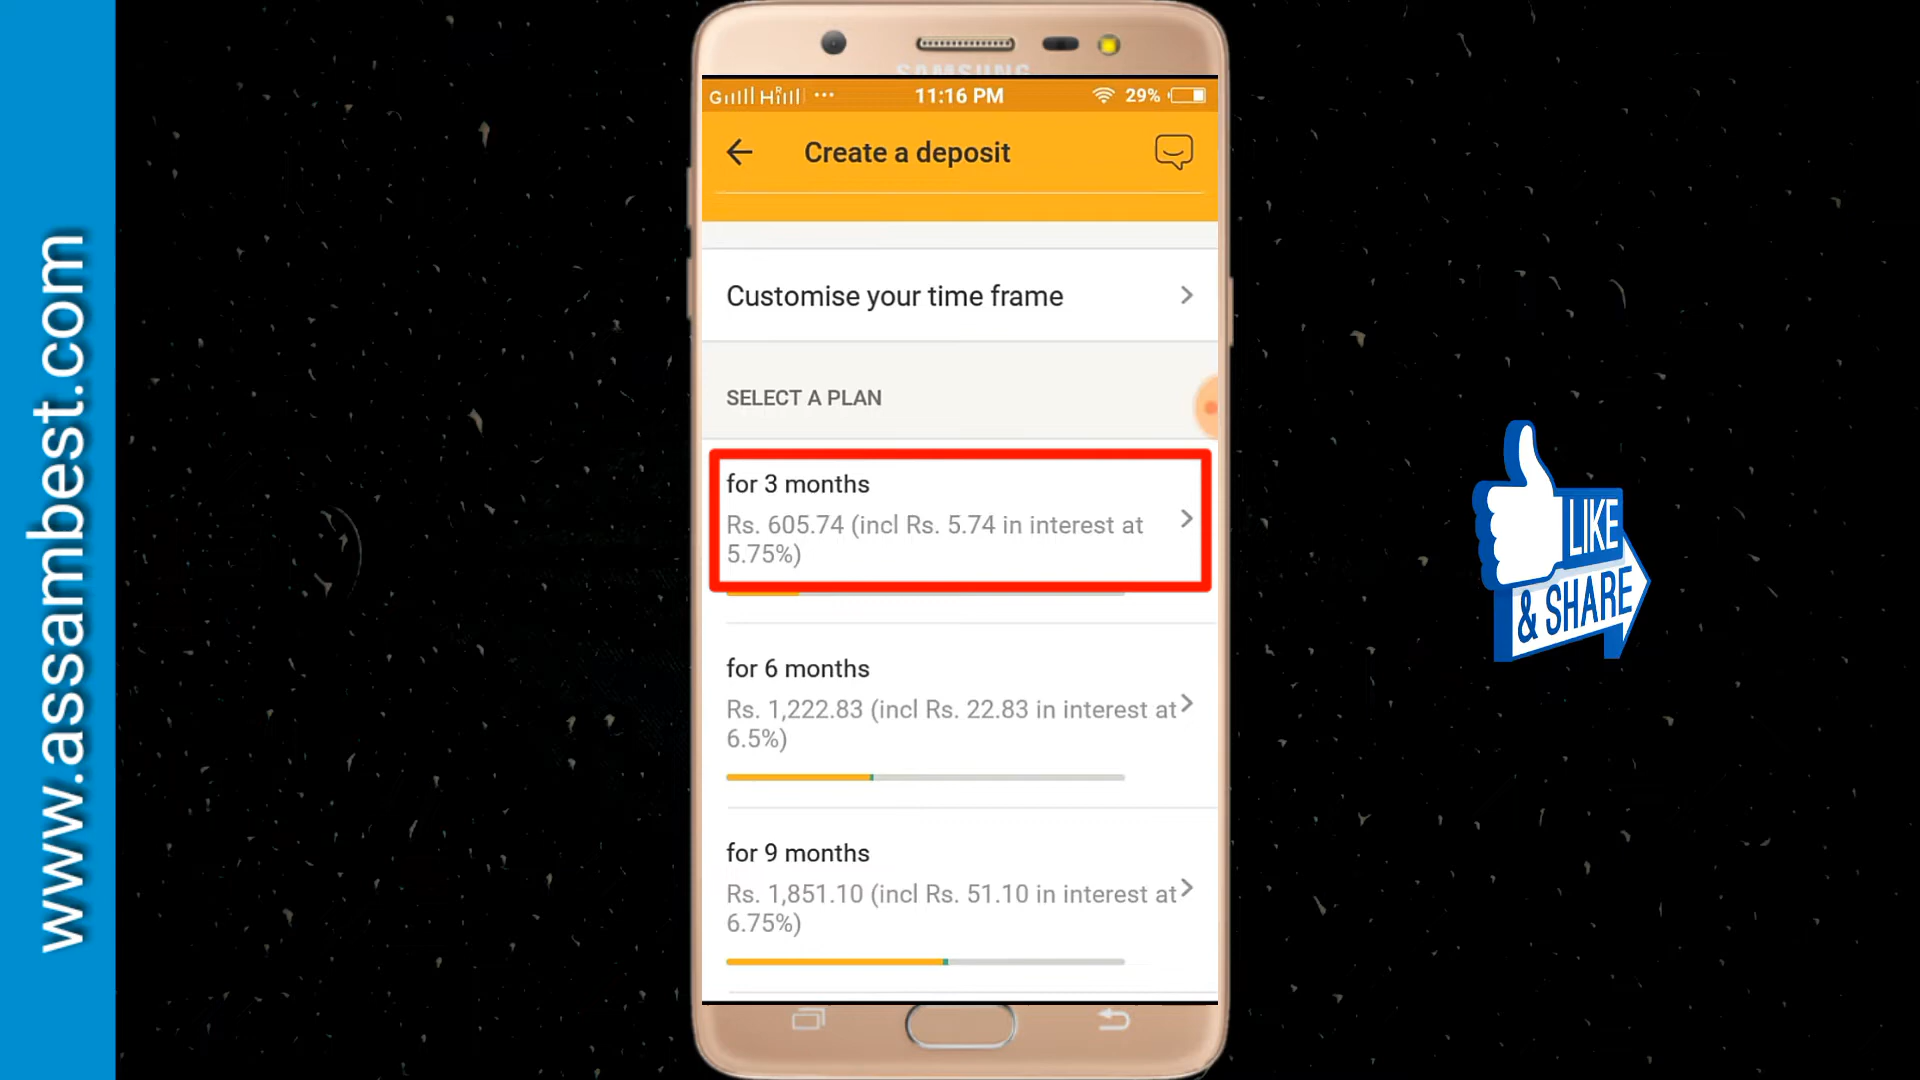 www.assambest.com
SAMSUNG
11:16 PM
29%
Create a deposit
Customise your time frame
SELECT A PLAN
for 3 months
Rs. 605.74 (incl Rs. 5.74 in interest at
5.75%)
for 6 months
Rs. 1,222.83 (incl Rs. 22.83 in interest at
6.5%)
for 9 months
Rs. 1,851.10 (incl Rs. 51.10 in interest at
6.75%)
LIKE
& SHARE